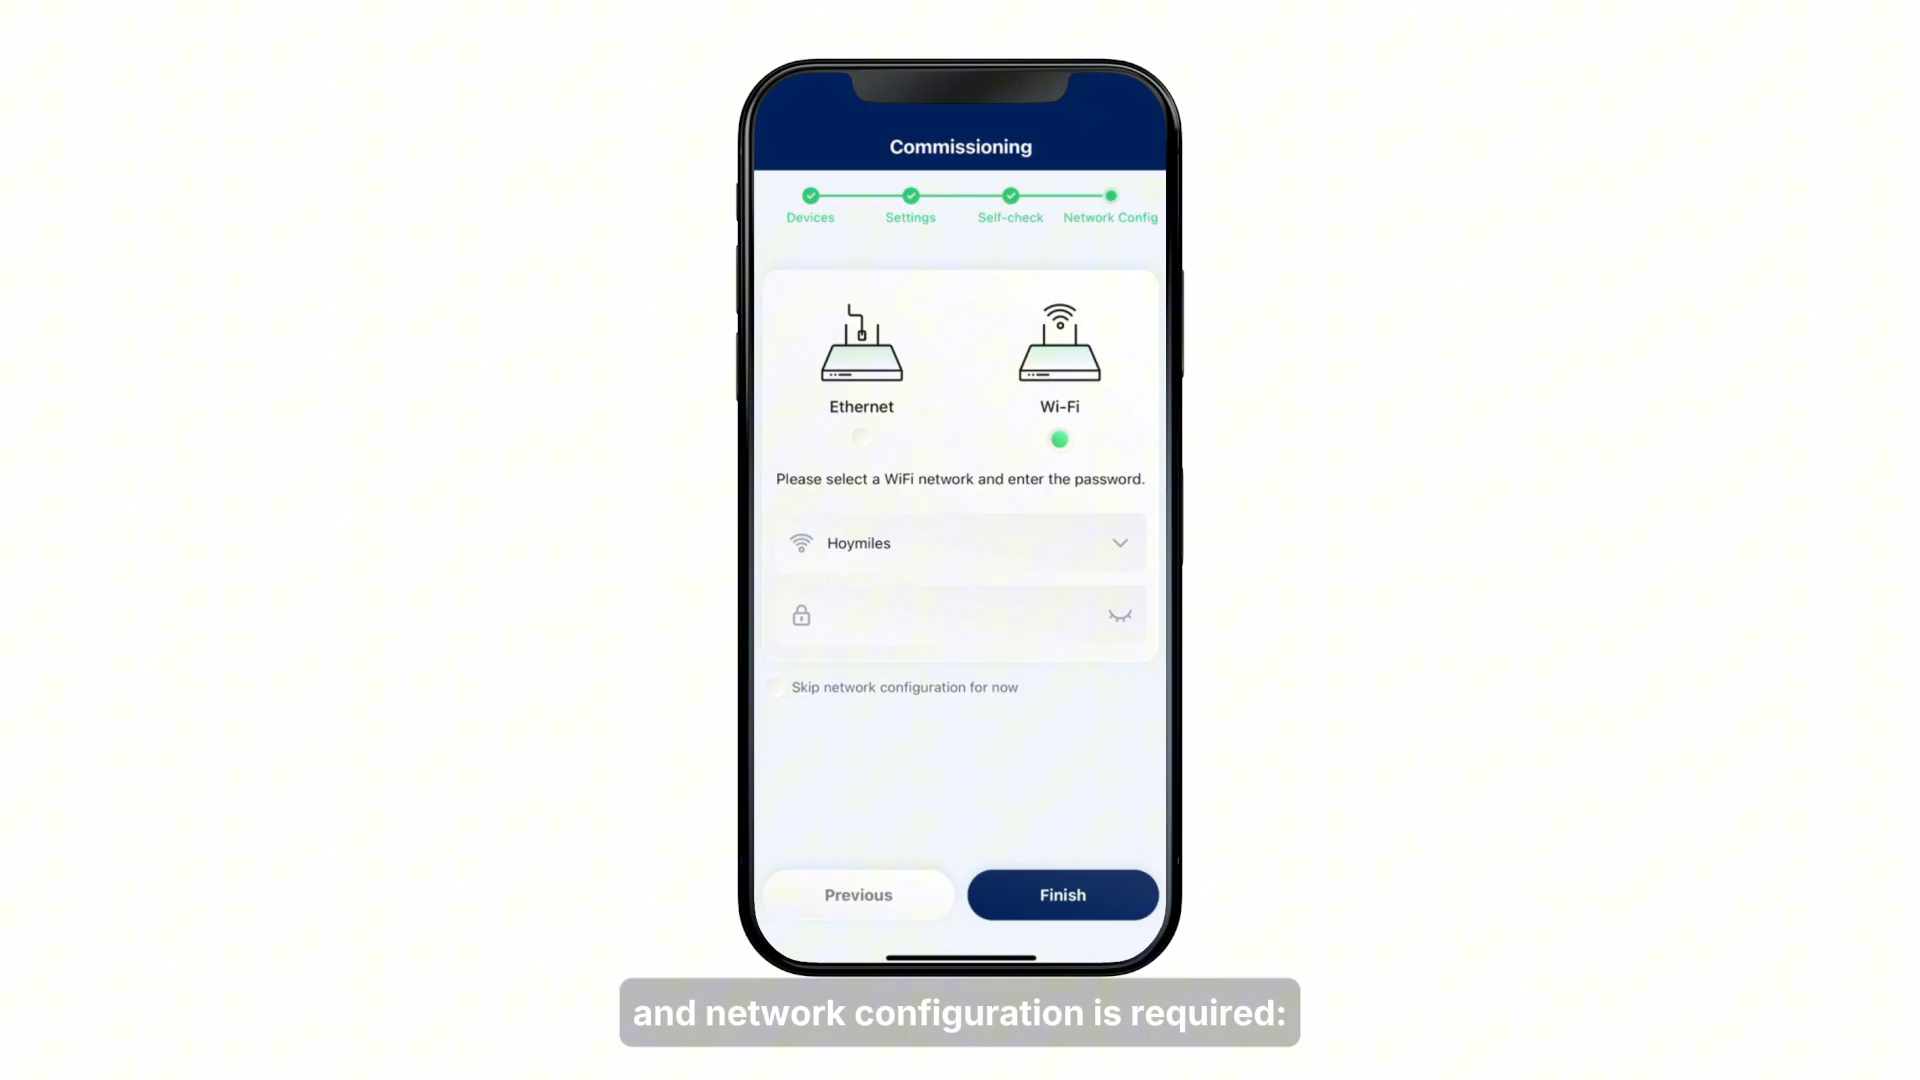 Commissioning
Devices Settings Self-check Network Config
Ethernet Wi-Fi
Please select a WiFi network and enter the password.
Hoymiles
Skip network configuration for now
Previous Finish
and network configuration is required: